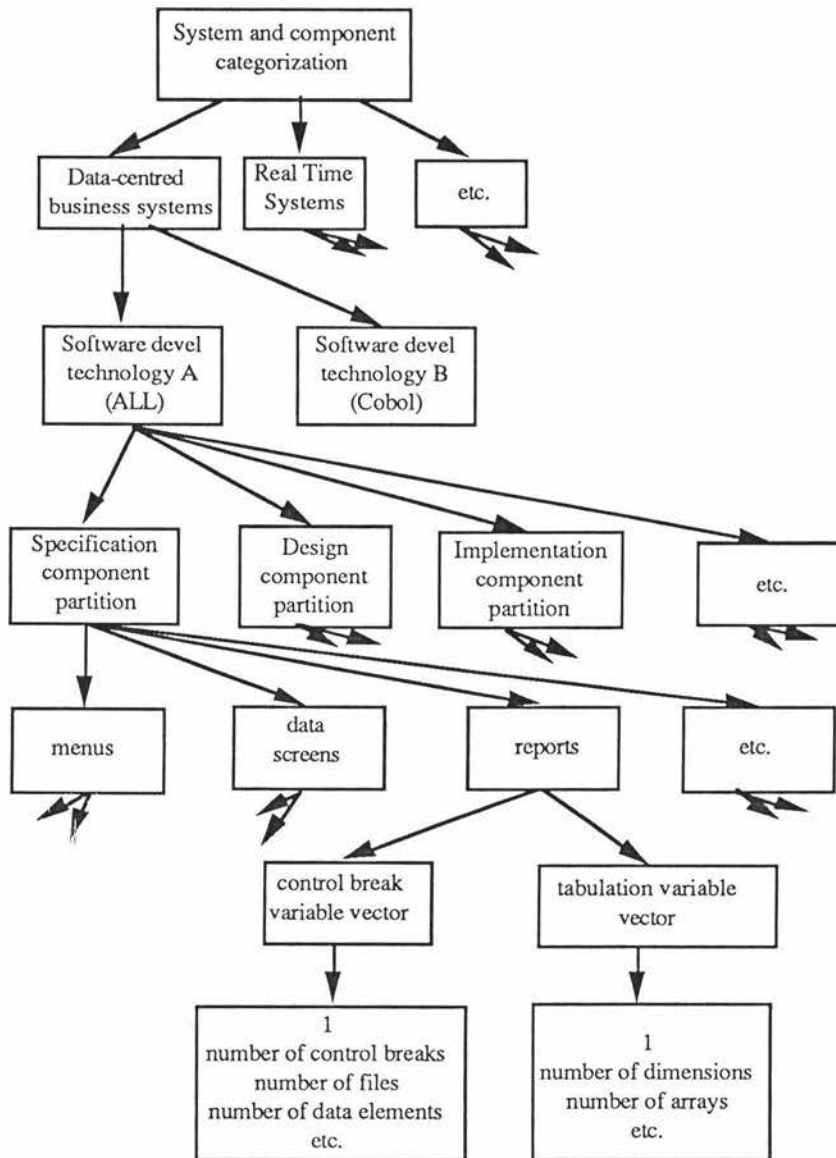 System and component
categorization
Data-centred
business systems
Real Time
Systems
etc.
Software devel
technology A
(ALL)
Software devel
technology B
(Cobol)
Specification
component
partition
Design
component
partition
Implementation
component
partition
etc.
menus
data
screens
reports
etc.
control break
variable vector
tabulation variable
vector
1
number of control breaks
number of files
number of data elements
etc.
1
number of dimensions
number of arrays
etc.